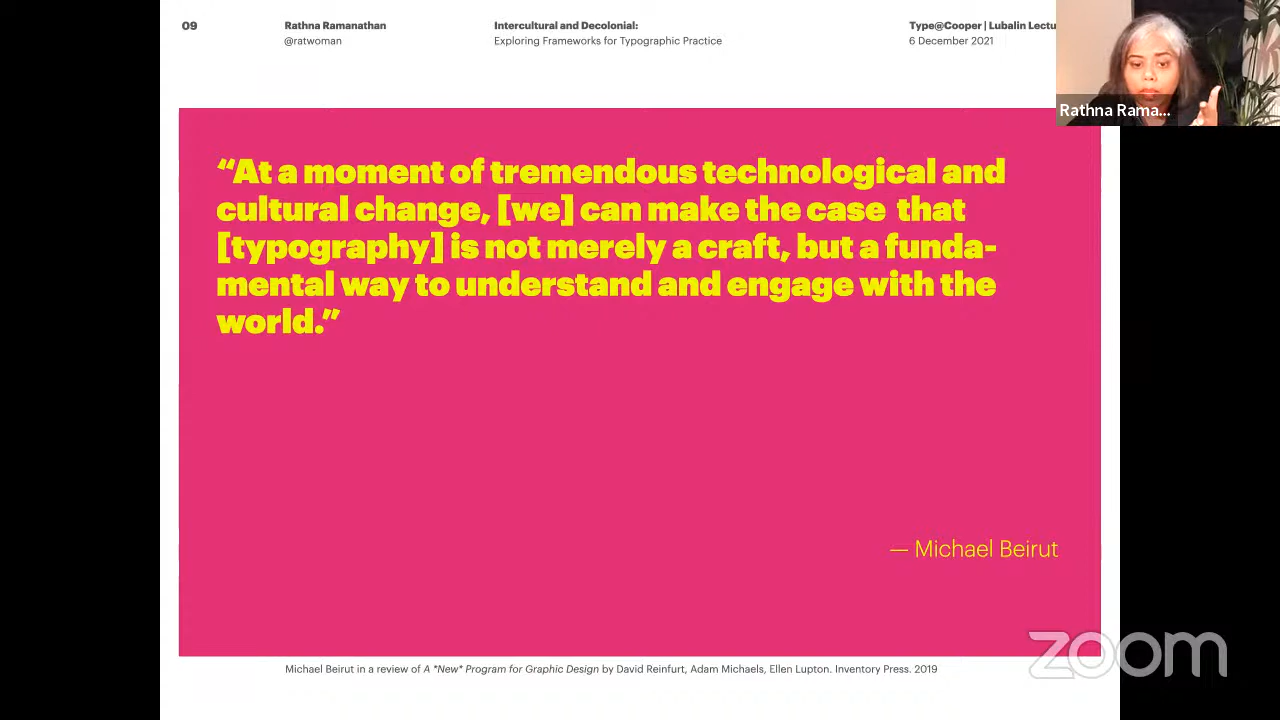 09
Rathna Ramanathan
@ratwoman
Intercultural and Decolonial:
Exploring Frameworks for Typographic Practice
Type@Cooper | Lubalin Lectu
6 December 2021
Rathna Rama...
“At a moment of tremendous technological and
cultural change, [we] can make the case that
[typography] is not merely a craft, but a funda-
mental way to understand and engage with the
world.”
— Michael Beirut
zoom
Michael Beirut in a review of A *New* Program for Graphic Design by David Reinfurt, Adam Michaels, Ellen Lupton. Inventory Press. 2019